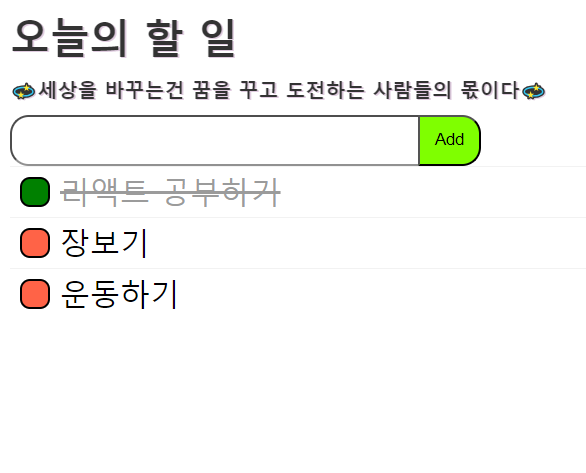 오늘의 할 일
💫세상을 바꾸는건 꿈을 꾸고 도전하는 사람들의 몫이다💫
Add
리액트 공부하기
장보기
운동하기